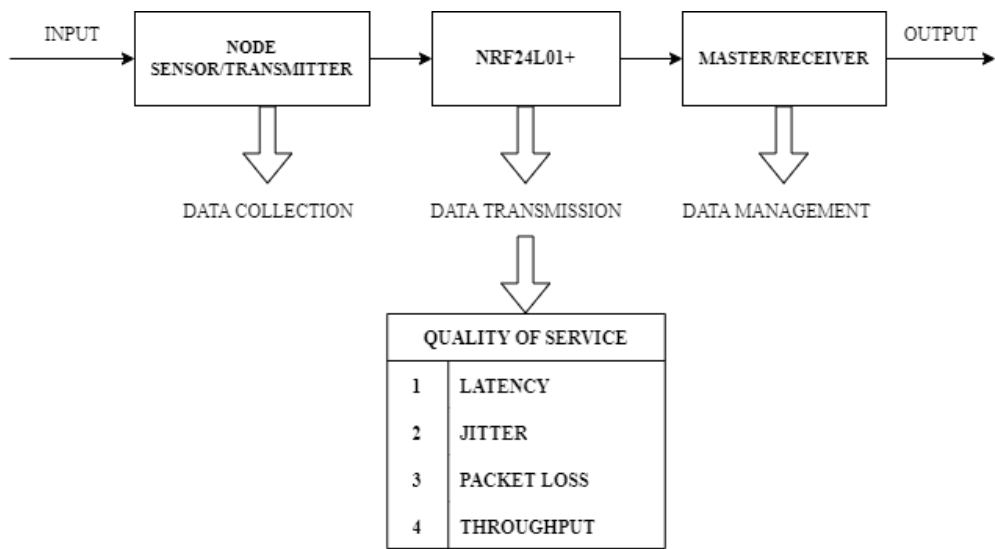 INPUT
NODE
SENSOR/TRANSMITTER
NRF24L01+
MASTER/RECEIVER
OUTPUT
DATA COLLECTION
DATA TRANSMISSION
DATA MANAGEMENT
QUALITY OF SERVICE
1 LATENCY
2 JITTER
3 PACKET LOSS
4 THROUGHPUT